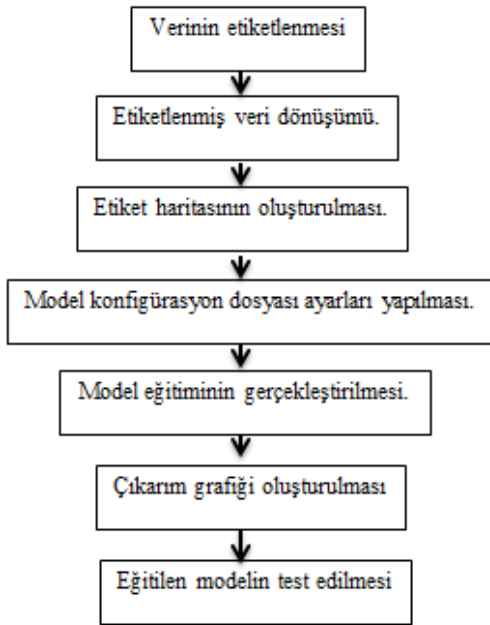 Verinin etiketlenmesi
Etiketlenmiş veri dönüşümü.
Etiket haritasının oluşturulması.
Model konfigürasyon dosyası ayarları yapılması.
Model eğitiminin gerçekleştirilmesi.
Çıkarım grafiği oluşturulması
Eğitilen modelin test edilmesi